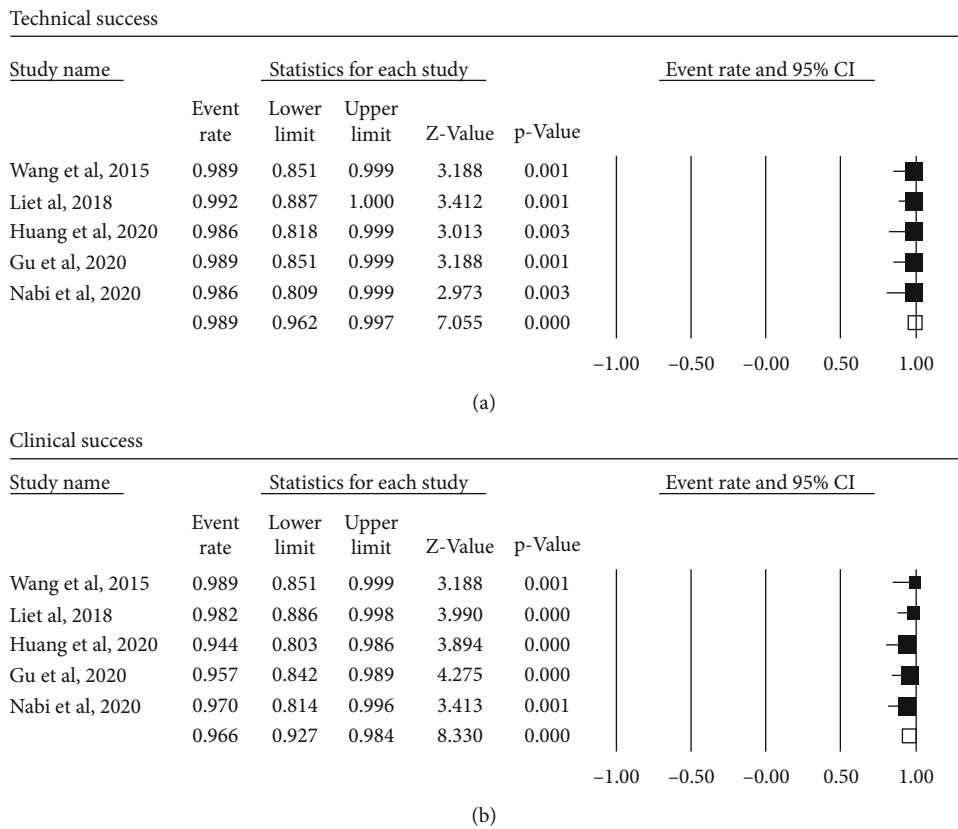 Technical success
Study name Statistics for each study Event rate and 95% CI
Event rate Lower limit Upper limit Z-Value p-Value
Wang et al, 2015 0.989 0.851 0.999 3.188 0.001
Liet al, 2018 0.992 0.887 1.000 3.412 0.001
Huang et al, 2020 0.986 0.818 0.999 3.013 0.003
Gu et al, 2020 0.989 0.851 0.999 3.188 0.001
Nabi et al, 2020 0.986 0.809 0.999 2.973 0.003
0.989 0.962 0.997 7.055 0.000
−1.00 −0.50 −0.00 0.50 1.00
(a)
Clinical success
Study name Statistics for each study Event rate and 95% CI
Event rate Lower limit Upper limit Z-Value p-Value
Wang et al, 2015 0.989 0.851 0.999 3.188 0.001
Liet al, 2018 0.982 0.886 0.998 3.990 0.000
Huang et al, 2020 0.944 0.803 0.986 3.894 0.000
Gu et al, 2020 0.957 0.842 0.989 4.275 0.000
Nabi et al, 2020 0.970 0.814 0.996 3.413 0.001
0.966 0.927 0.984 8.330 0.000
−1.00 −0.50 −0.00 0.50 1.00
(b)